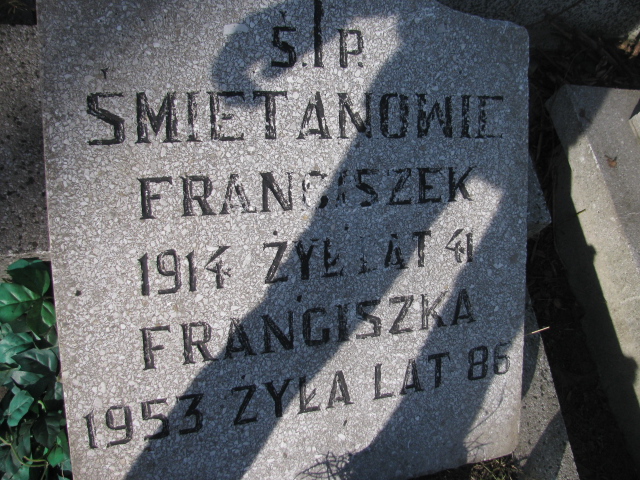 Ś. P.
ŚMIETANOWIE
FRANCISZEK
1914 ŻYŁ LAT 41
FRANCISZKA
1953 ŻYŁA LAT 86